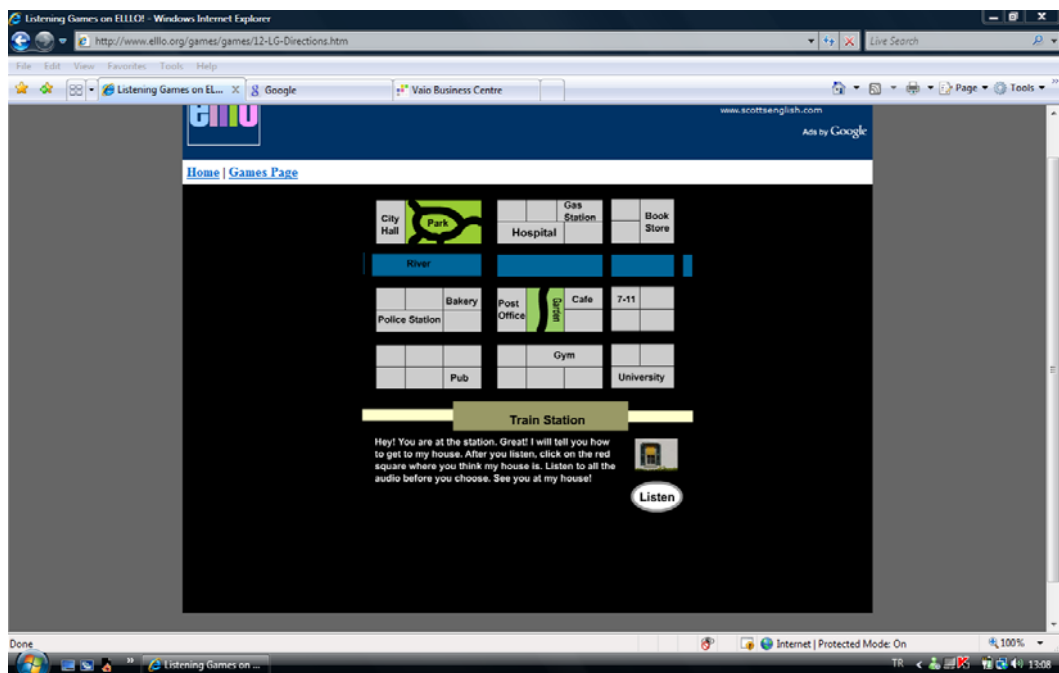 Listening Games on ELLLO! - Windows Internet Explorer
http://www.elllo.org/games/games/12-LG-Directions.htm
Live Search
File Edit View Favorites Tools Help
Listening Games on EL... X
Google
Vaio Business Centre
Page
Tools
elllo
www.scottsenglish.com
Ads by Google
Home | Games Page
City Hall
Park
Gas Station
Hospital
Book Store
River
Bakery
Police Station
Post Office
Garden
Cafe
7-11
Pub
Gym
University
Train Station
Hey! You are at the station. Great! I will tell you how
to get to my house. After you listen, click on the red
square where you think my house is. Listen to all the
audio before you choose. See you at my house!
Listen
Done
Internet | Protected Mode: On
100%
Listening Games on ...
TR
13:08